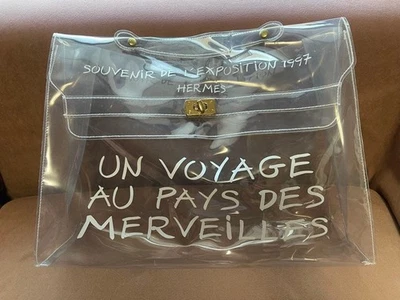 SOUVENIR DE L'EXPOSITION 1997
HERMES
UN VOYAGE
AU PAYS DES
MERVEILLES